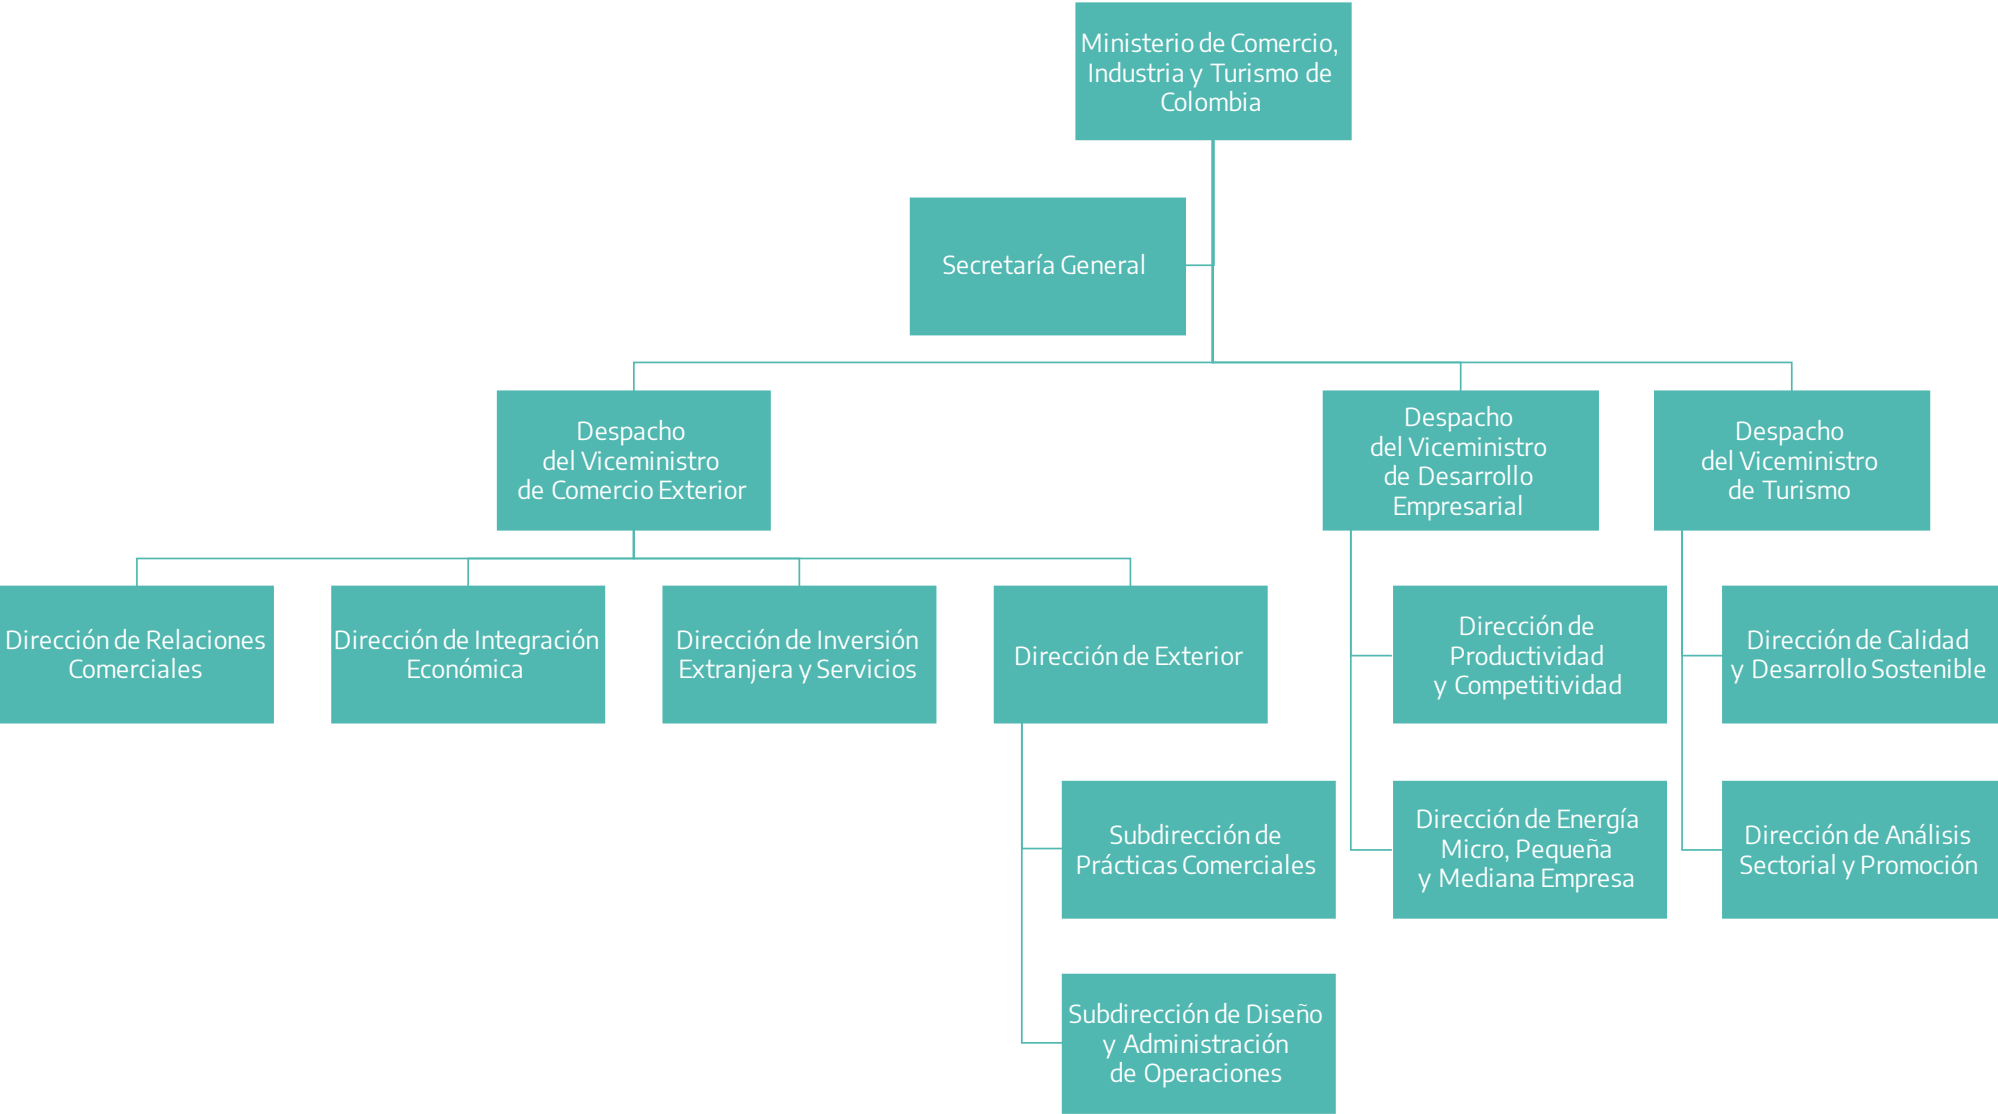 Ministerio de Comercio,
Industria y Turismo de
Colombia
Secretaría General
Despacho
del Viceministro
de Comercio Exterior
Despacho
del Viceministro
de Desarrollo
Empresarial
Despacho
del Viceministro
de Turismo
Dirección de Relaciones
Comerciales
Dirección de Integración
Económica
Dirección de Inversión
Extranjera y Servicios
Dirección de Exterior
Dirección de
Productividad
y Competitividad
Dirección de Calidad
y Desarrollo Sostenible
Subdirección de
Prácticas Comerciales
Dirección de Energía
Micro, Pequeña
y Mediana Empresa
Dirección de Análisis
Sectorial y Promoción
Subdirección de Diseño
y Administración
de Operaciones